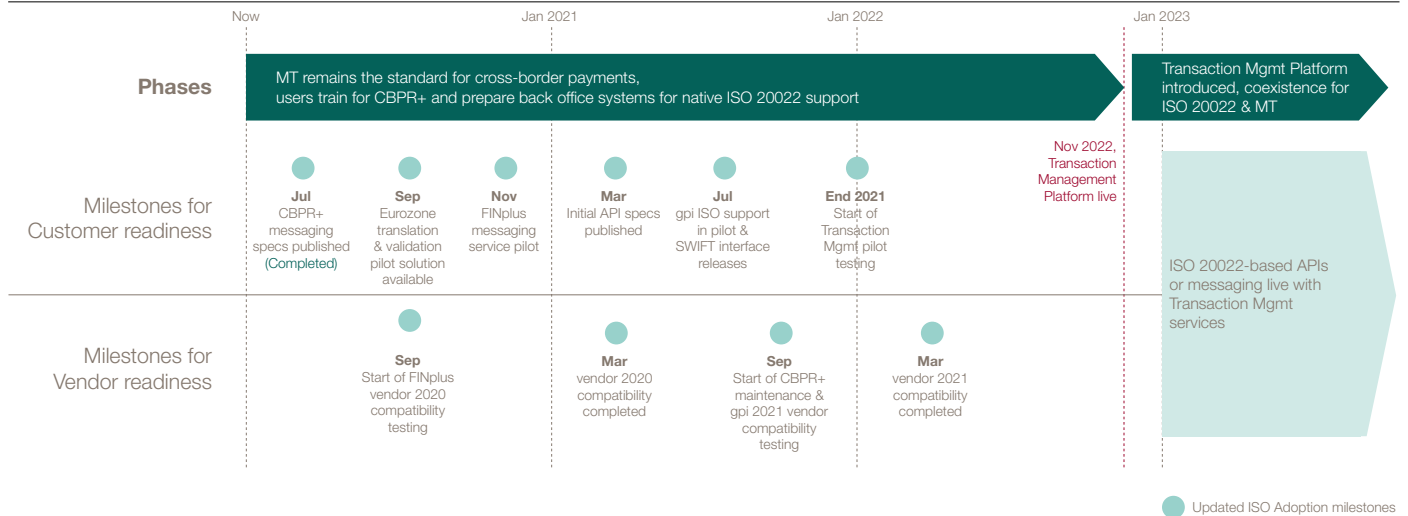 Now
Jan 2021
Jan 2022
Jan 2023
Phases
MT remains the standard for cross-border payments,
users train for CBPR+ and prepare back office systems for native ISO 20022 support
Transaction Mgmt Platform
introduced, coexistence for
ISO 20022 & MT
Nov 2022,
Transaction
Management
Platform live
Milestones for
Customer readiness
Jul
CBPR+
messaging
specs published
(Completed)
Sep
Eurozone
translation
& validation
pilot solution
available
Nov
FINplus
messaging
service pilot
Mar
Initial API specs
published
Jul
gpi ISO support
in pilot &
SWIFT interface
releases
End 2021
Start of
Transaction
Mgmt pilot
testing
ISO 20022-based APIs
or messaging live with
Transaction Mgmt
services
Milestones for
Vendor readiness
Sep
Start of FINplus
vendor 2020
compatibility
testing
Mar
vendor 2020
compatibility
completed
Sep
Start of CBPR+
maintenance &
gpi 2021 vendor
compatibility
testing
Mar
vendor 2021
compatibility
completed
Updated ISO Adoption milestones